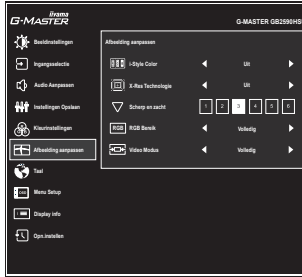 iiyama
G-MASTER
G-MASTER GB2590HS
Beeldinstellingen
Ingangsselectie
Audio Aanpassen
Instellingen Opslaan
Kleurinstellingen
Afbeelding aanpassen
Taal
OSD Menu Setup
Display info
Opn.instellen
Afbeelding aanpassen
i-Style Color Uit
X-Res Technologie Uit
Scherp en zacht 1 2 3 4 5 6
RGB RGB Bereik Volledig
Video Modus Volledig